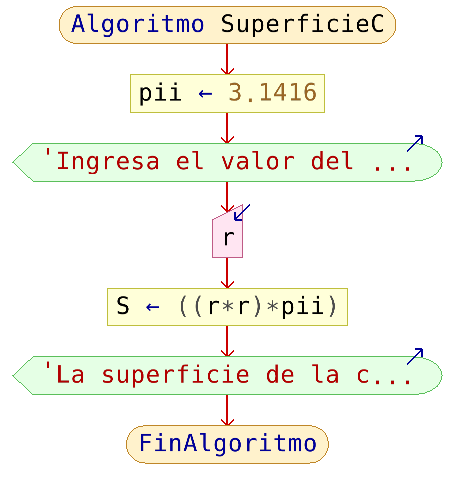 Algoritmo SuperficieC
pii ← 3.1416
'Ingresa el valor del ...
r
S ← ((r*r)*pii)
'La superficie de la c...
FinAlgoritmo